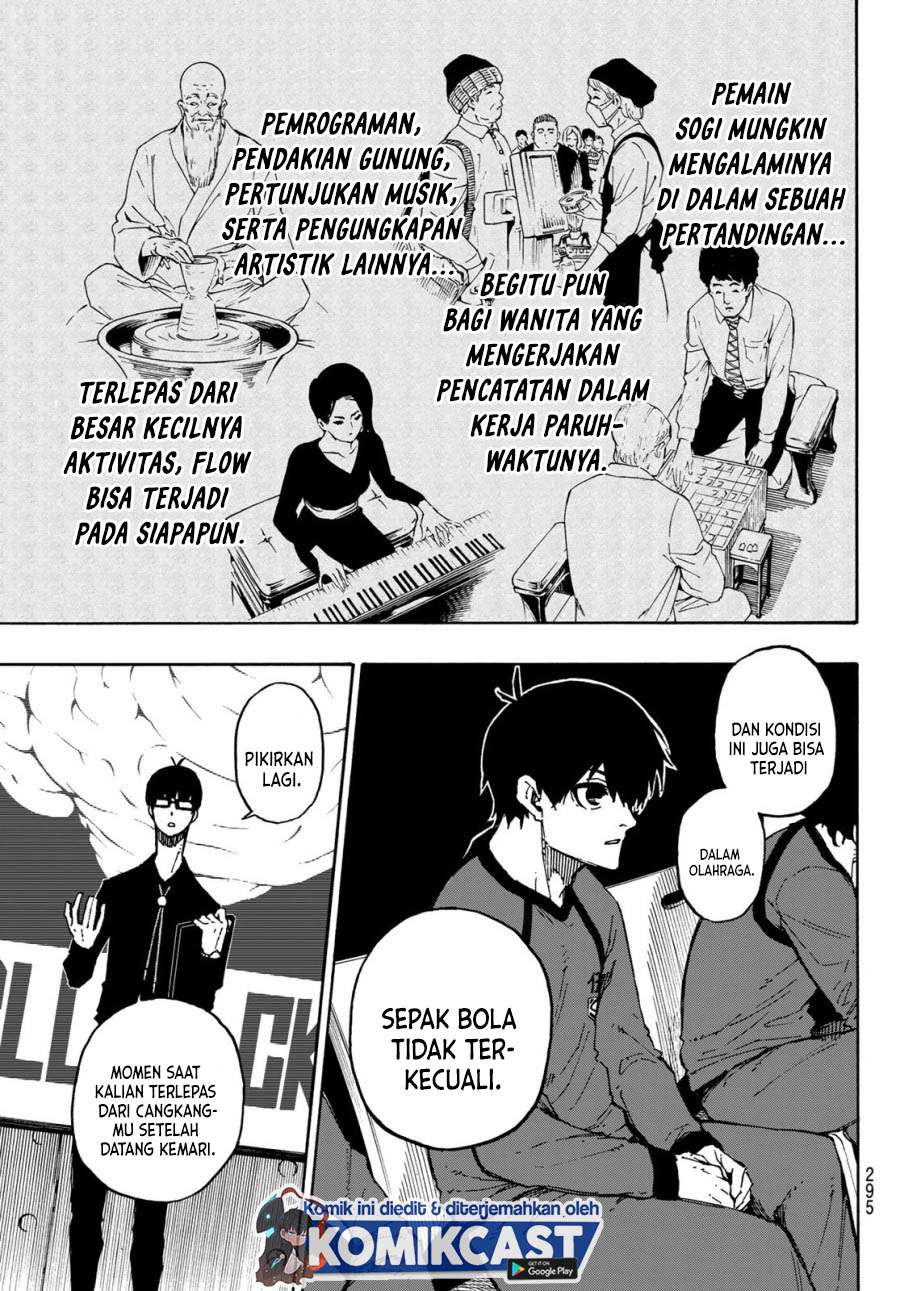 PEMAIN
SOGI MUNGKIN
MENGALAMINYA
DI DALAM SEBUAH
PERTANDINGAN...
PEMROGRAMAN,
PENDAKIAN GUNUNG,
PERTUNJUKAN MUSIK,
SERTA PENGUNGKAPAN
ARTISTIK LAINNYA...
BEGITU PUN
BAGI WANITA YANG
MENGERJAKAN
PENCATATAN DALAM
KERJA PARUH-
WAKTUNYA.
TERLEPAS DARI
BESAR KECILNYA
AKTIVITAS, FLOW
BISA TERJADI
PADA SIAPAPUN.
DAN KONDISI
INI JUGA BISA
TERJADI
DALAM
OLAHRAGA.
SEPAK BOLA
TIDAK TER-
KECUALI.
PIKIRKAN
LAGI.
MOMEN SAAT
KALIAN TERLEPAS
DARI CANGKANG-
MU SETELAH
DATANG KEMARI.
295
Komik ini diedit & diterjemahkan oleh
KOMIKCAST
GET IT ON
Google Play